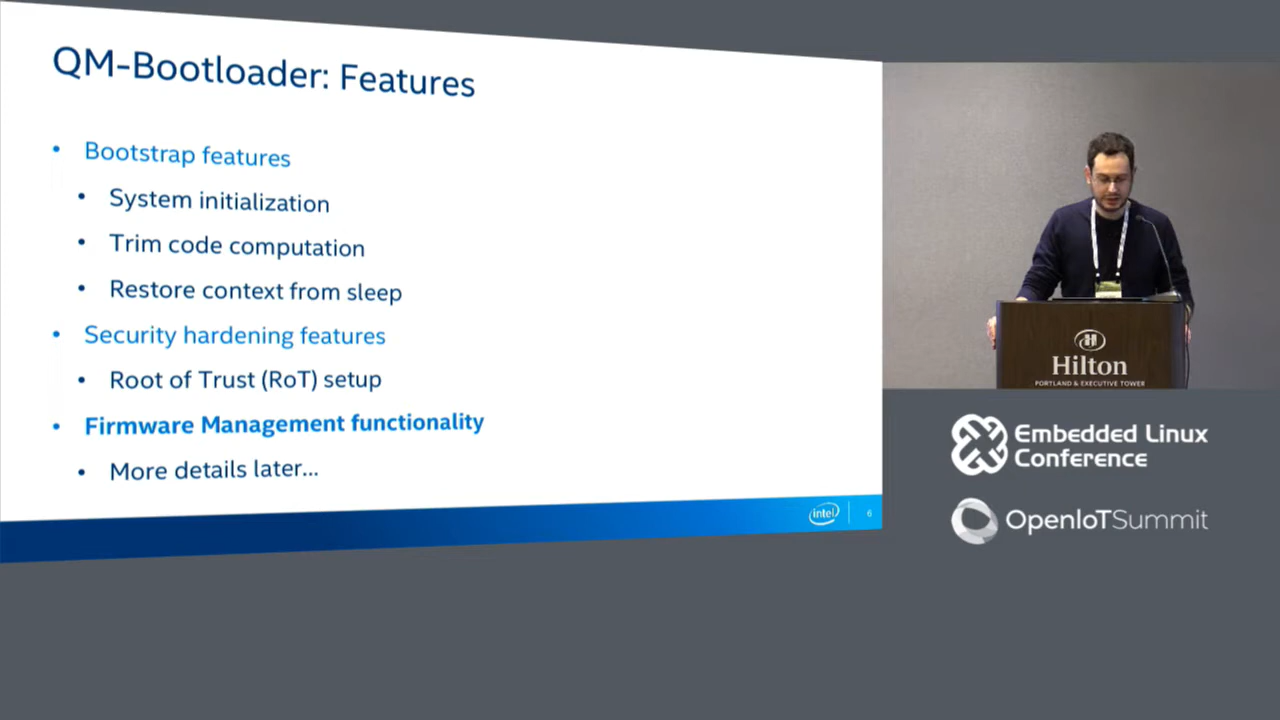 QM-Bootloader: Features
• Bootstrap features
• System initialization
• Trim code computation
• Restore context from sleep
• Security hardening features
• Root of Trust (RoT) setup
• Firmware Management functionality
• More details later...
intel
6
Hilton
PORTLAND & EXECUTIVE TOWER
Embedded Linux
Conference
OpenIoTSummit